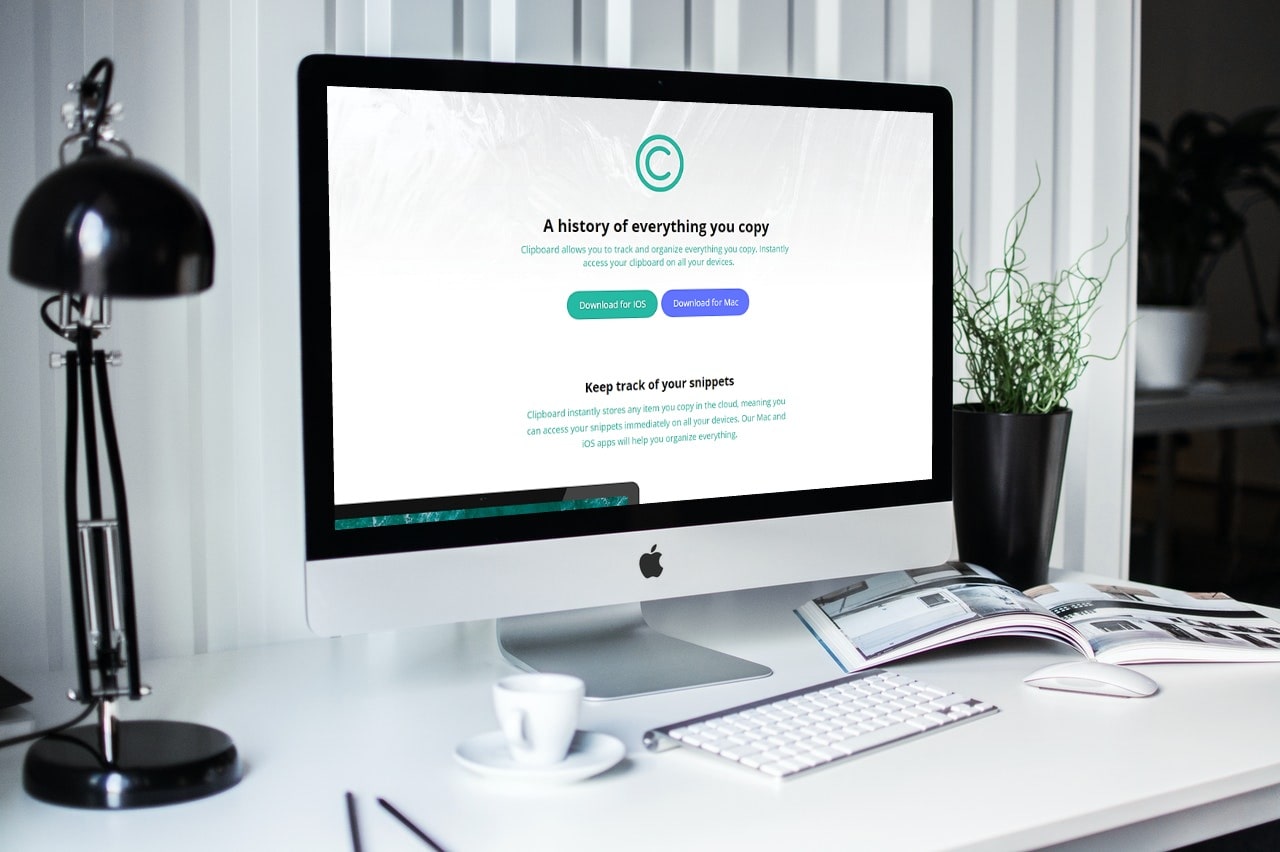 ©
A history of everything you copy
Clipboard allows you to track and organize everything you copy. Instantly
access your clipboard on all your devices.
Download for IOS
Download for Mac
Keep track of your snippets
Clipboard instantly stores any item you copy in the cloud, meaning you
can access your snippets immediately on all your devices. Our Mac and
iOS apps will help you organize everything.